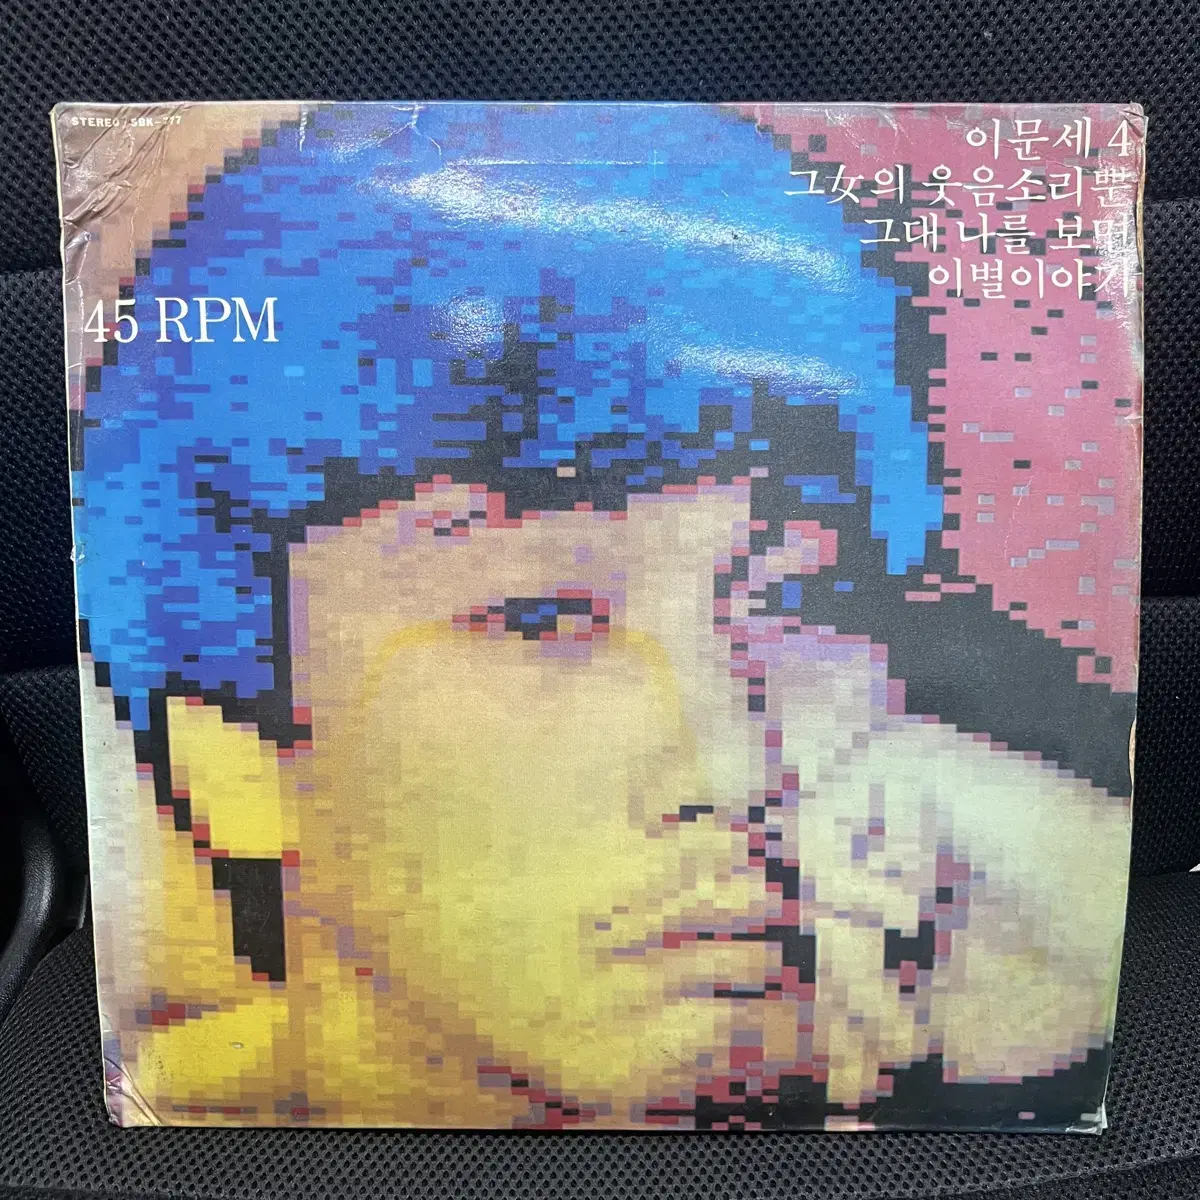 STEREO / SBK-
이문세 4
그女의 웃음소리뿐
그대 나를 보면
이별이야기
45 RPM